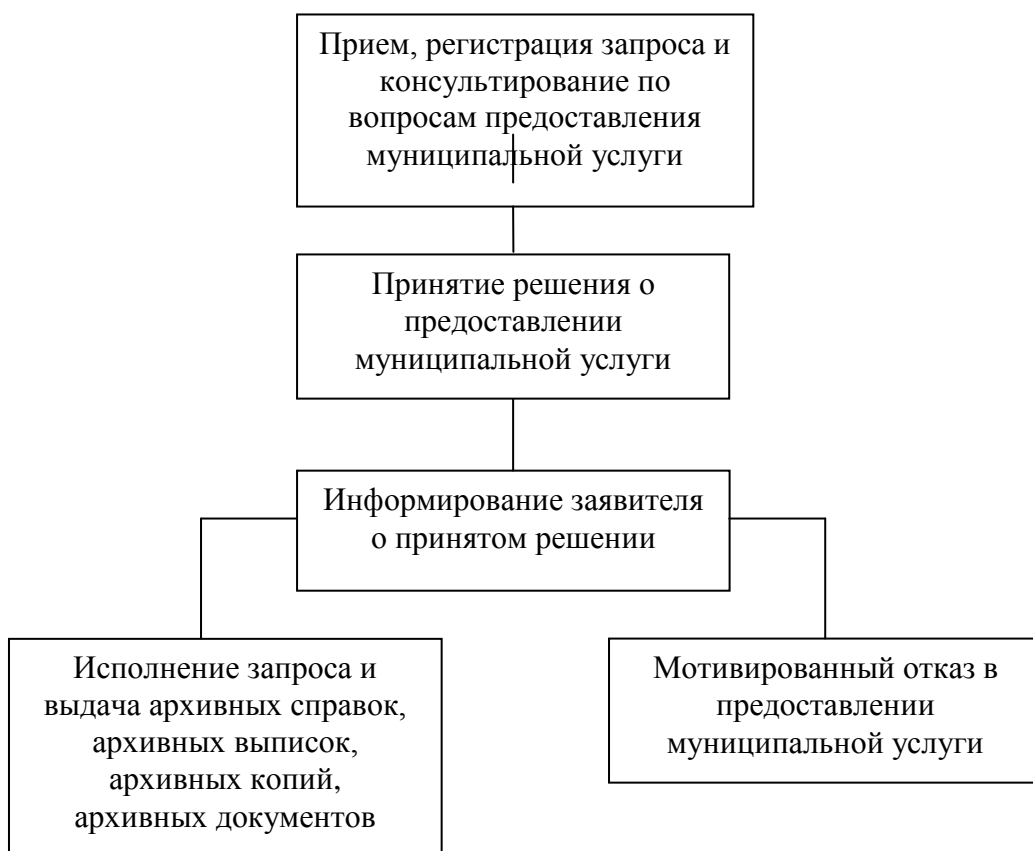 Прием, регистрация запроса и
консультирование по
вопросам предоставления
муниципальной услуги
Принятие решения о
предоставлении
муниципальной услуги
Информирование заявителя
о принятом решении
Исполнение запроса и
выдача архивных справок,
архивных выписок,
архивных копий,
архивных документов
Мотивированный отказ в
предоставлении
муниципальной услуги